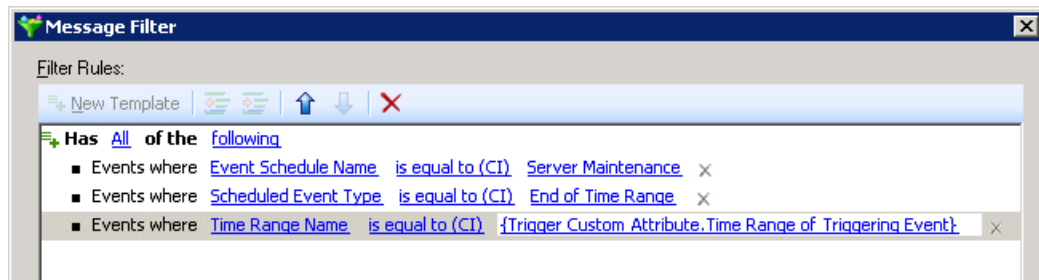 Message Filter
Filter Rules:
New Template
Has All of the following
Events where Event Schedule Name is equal to (CI) Server Maintenance
Events where Scheduled Event Type is equal to (CI) End of Time Range
Events where Time Range Name is equal to (CI) {Trigger Custom Attribute.Time Range of Triggering Event}